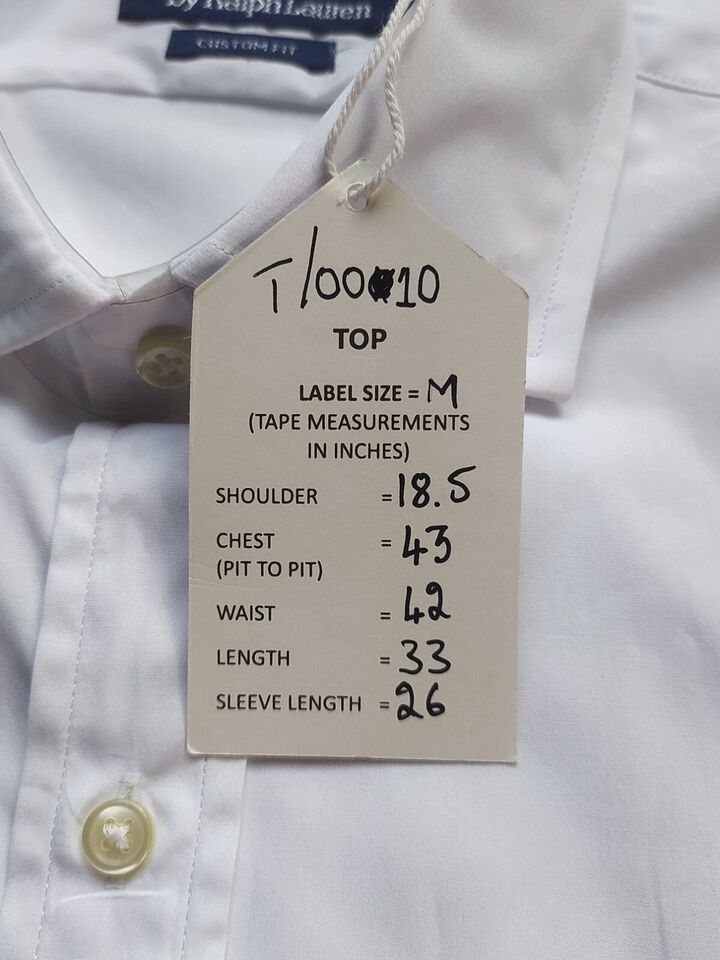 by Ralph Lauren
CUSTOM FIT
T/0010
TOP
LABEL SIZE = M
(TAPE MEASUREMENTS
IN INCHES)
SHOULDER = 18.5
CHEST = 43
(PIT TO PIT)
WAIST = 42
LENGTH = 33
SLEEVE LENGTH = 26